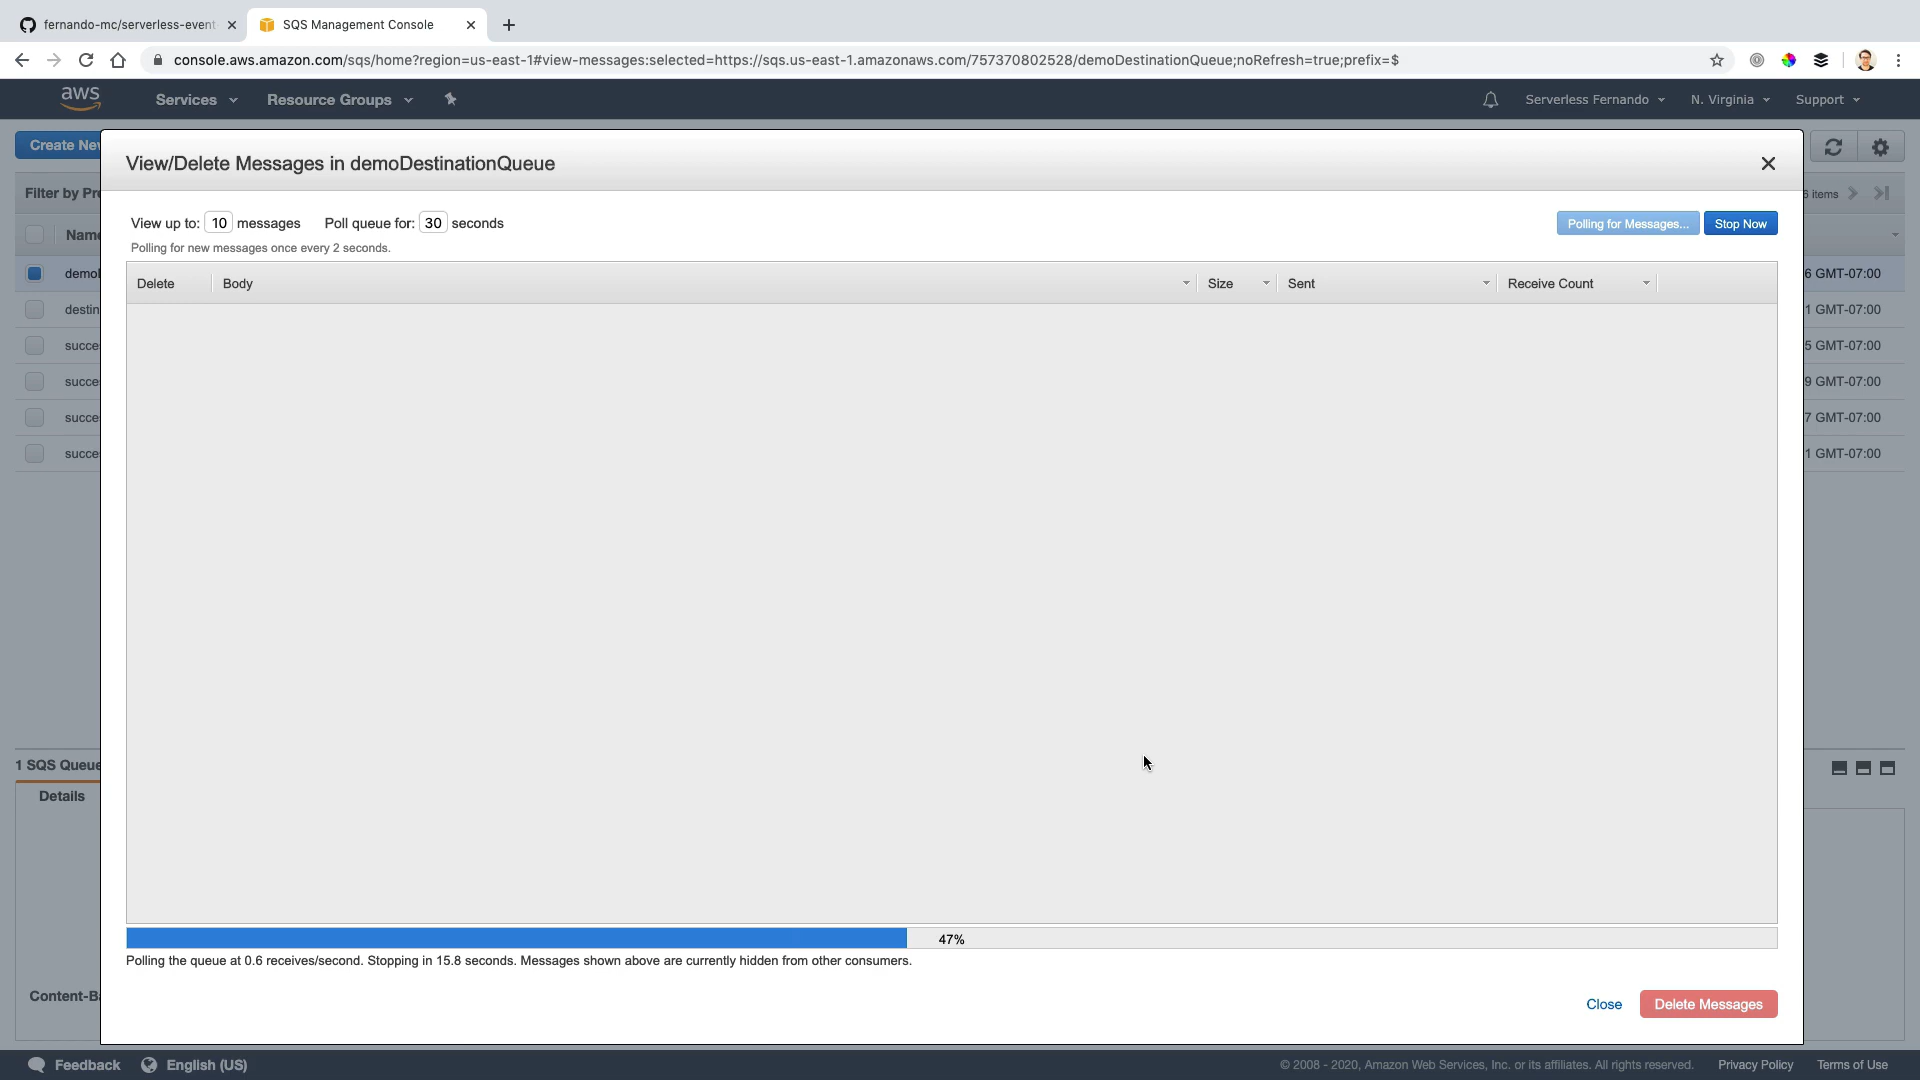 fernando-mc/serverless-event
SQS Management Console
console.aws.amazon.com/sqs/home?region=us-east-1#view-messages:selected=https://sqs.us-east-1.amazonaws.com/757370802528/demoDestinationQueue;noRefresh=true;prefix=$
aws
Services
Resource Groups
Serverless Fernando
N. Virginia
Support
Create Nev
View/Delete Messages in demoDestinationQueue
Filter by Pre
6 items
View up to: 10 messages
Poll queue for: 30 seconds
Polling for Messages...
Stop Now
Polling for new messages once every 2 seconds.
Name
Delete
Body
Size
Sent
Receive Count
demol
6 GMT-07:00
destin
1 GMT-07:00
succe
5 GMT-07:00
succe
9 GMT-07:00
succe
7 GMT-07:00
succe
1 GMT-07:00
1 SQS Queue
Details
47%
Polling the queue at 0.6 receives/second. Stopping in 15.8 seconds. Messages shown above are currently hidden from other consumers.
Content-Ba
Close
Delete Messages
Feedback
English (US)
© 2008 - 2020, Amazon Web Services, Inc. or its affiliates. All rights reserved.
Privacy Policy
Terms of Use